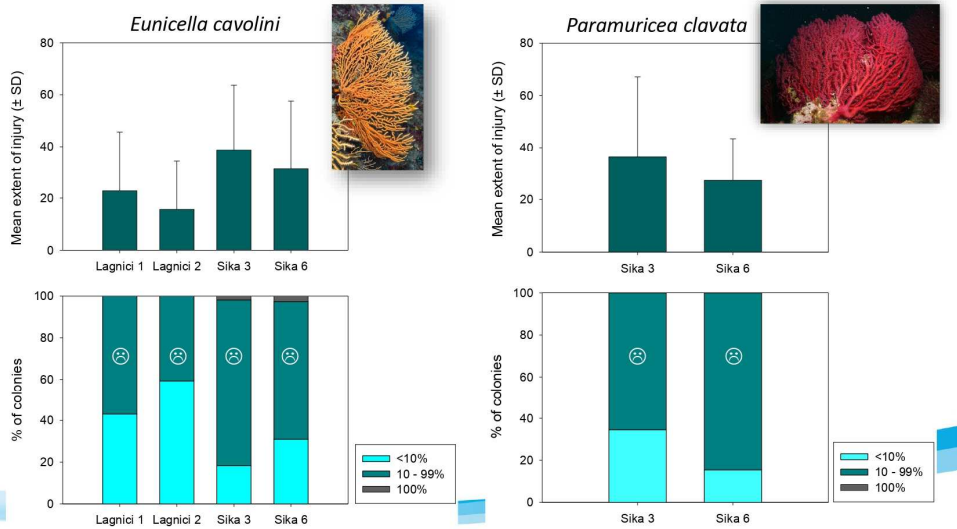 Eunicella cavolini
Mean extent of injury (± SD)
80
60
40
20
0
Lagnici 1 Lagnici 2 Sika 3 Sika 6
% of colonies
100
80
60
40
20
0
Lagnici 1 Lagnici 2 Sika 3 Sika 6
<10%
10 - 99%
100%
Paramuricea clavata
Mean extent of injury (± SD)
80
60
40
20
0
Sika 3 Sika 6
% of colonies
100
80
60
40
20
0
Sika 3 Sika 6
<10%
10 - 99%
100%